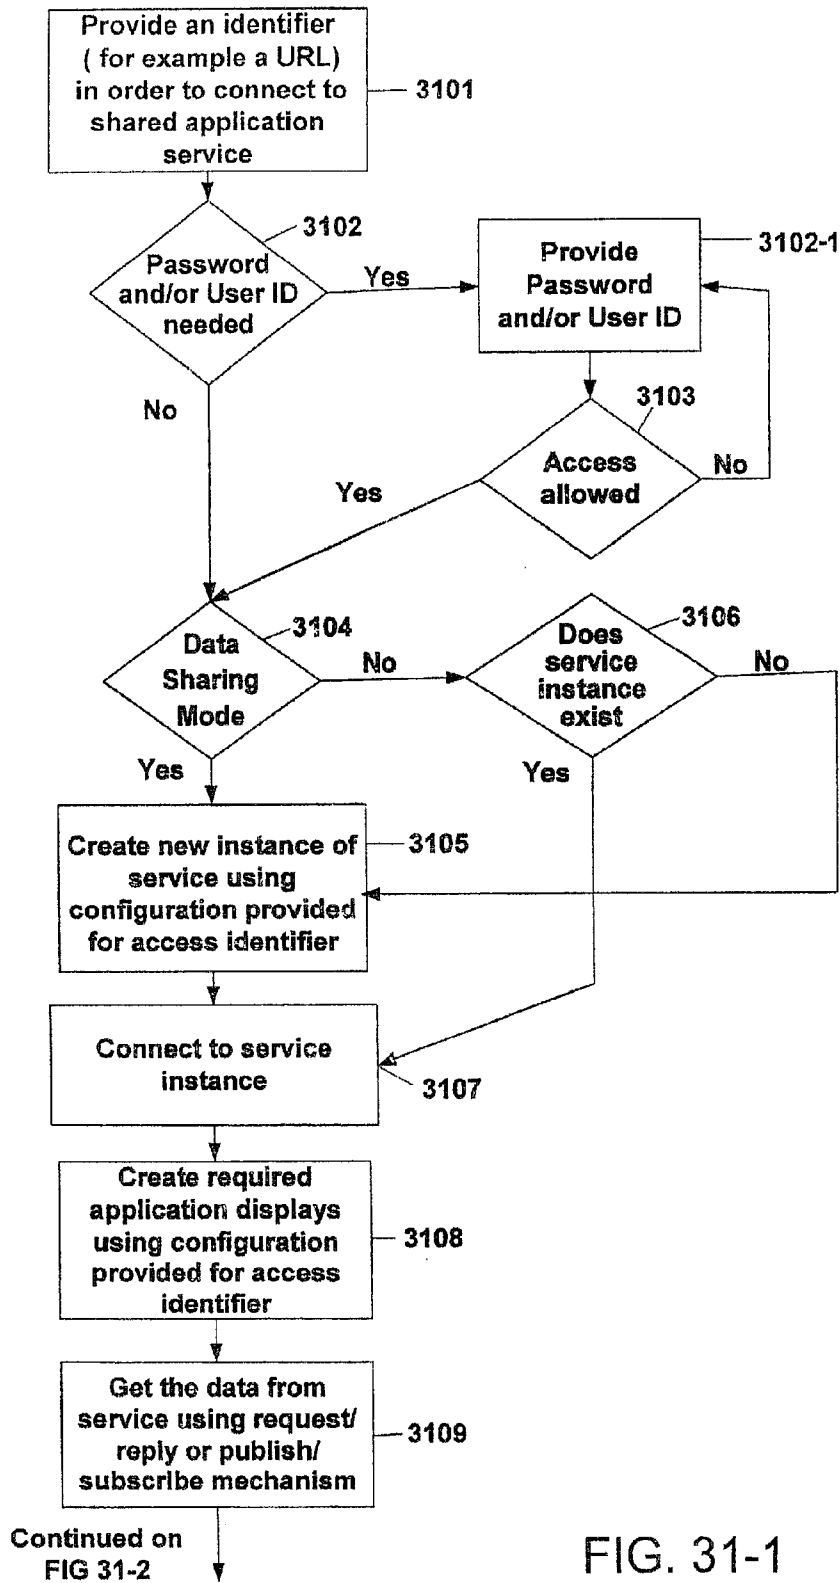 Provide an identifier
( for example a URL)
in order to connect to
shared application
service
3101
3102
Password
and/or User ID
needed
Yes
Provide
Password
and/or User ID
3102-1
No
3103
Access
allowed
No
Yes
3104
Data
Sharing
Mode
No
3106
Does
service
instance
exist
No
Yes
Yes
Create new instance of
service using
configuration provided
for access identifier
3105
Connect to service
instance
3107
Create required
application displays
using configuration
provided for access
identifier
3108
Get the data from
service using request/
reply or publish/
subscribe mechanism
3109
Continued on
FIG 31-2
FIG. 31-1